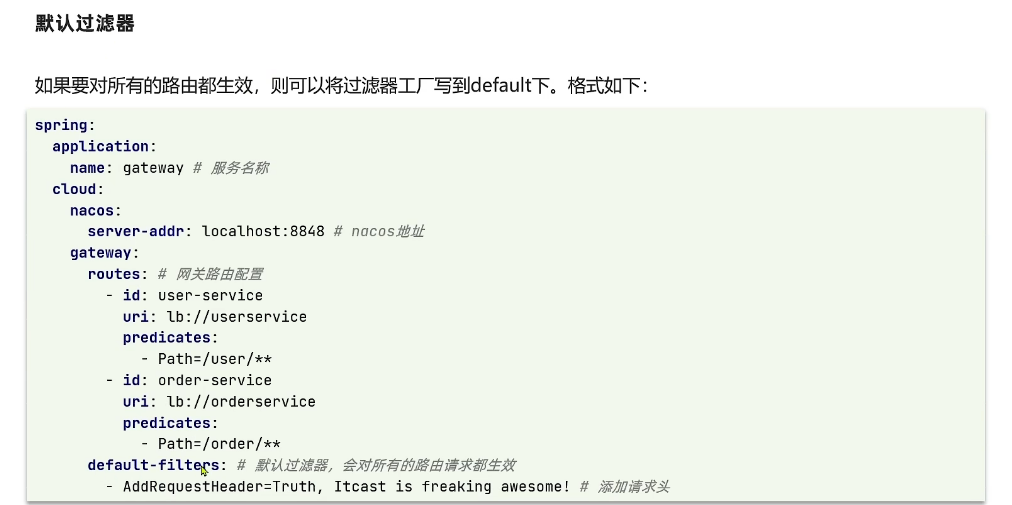 默认过滤器
如果要对所有的路由都生效，则可以将过滤器工厂写到default下。格式如下：
spring:
  application:
    name: gateway # 服务名称
  cloud:
    nacos:
      server-addr: localhost:8848 # nacos地址
    gateway:
      routes: # 网关路由配置
        - id: user-service
          uri: lb://userservice
          predicates:
            - Path=/user/**
        - id: order-service
          uri: lb://orderservice
          predicates:
            - Path=/order/**
      default-filters: # 默认过滤器，会对所有的路由请求都生效
        - AddRequestHeader=Truth, Itcast is freaking awesome! # 添加请求头